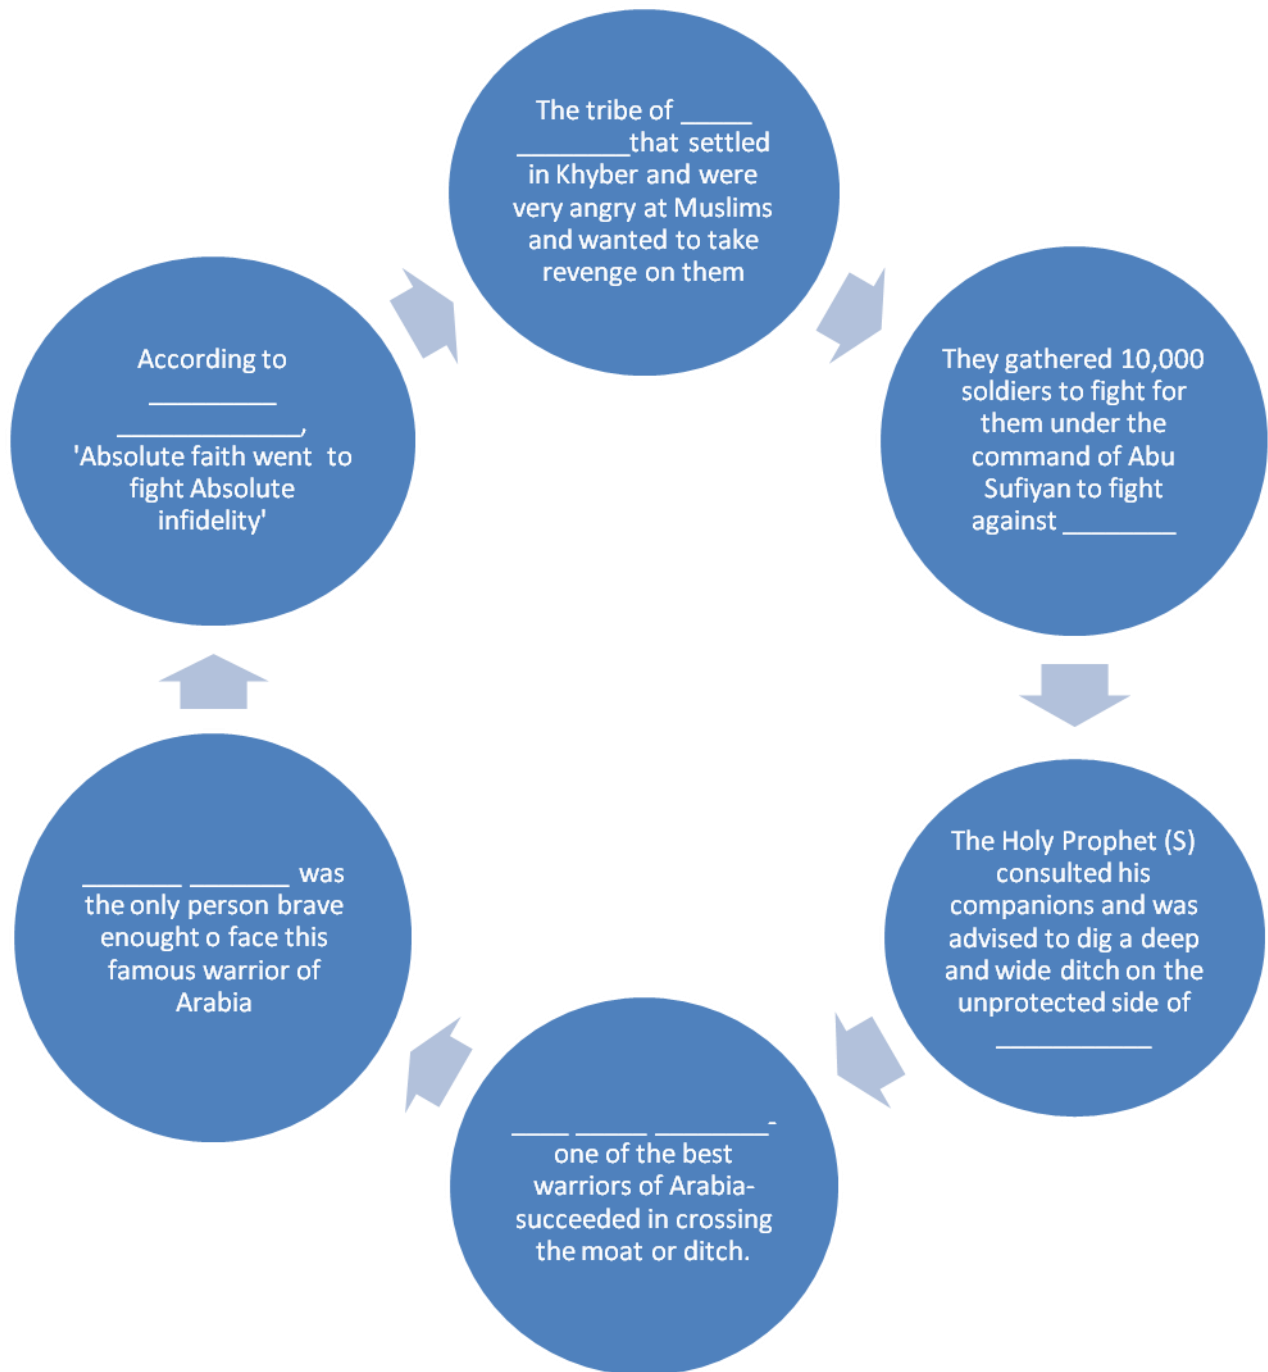 The tribe of _____
________that settled
in Khyber and were
very angry at Muslims
and wanted to take
revenge on them
They gathered 10,000
soldiers to fight for
them under the
command of Abu
Sufiyan to fight
against ________
The Holy Prophet (S)
consulted his
companions and was
advised to dig a deep
and wide ditch on the
unprotected side of
___________
____ _____ ________-
one of the best
warriors of Arabia-
succeeded in crossing
the moat or ditch.
_______ _______ was
the only person brave
enought o face this
famous warrior of
Arabia
According to
_________
_____________,
'Absolute faith went  to
fight Absolute
infidelity'